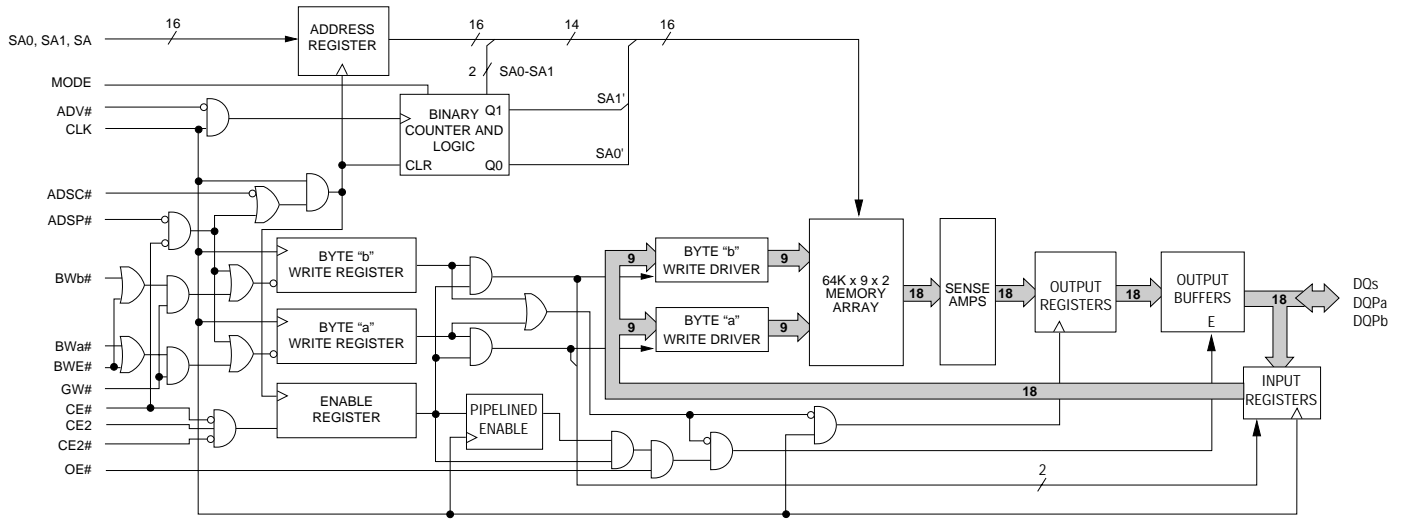 SA0, SA1, SA
16
ADDRESS
REGISTER
16
14
16
2
SA0-SA1
MODE
ADV#
CLK
BINARY
COUNTER AND
LOGIC
Q1
CLR
Q0
SA1'
SA0'
ADSC#
ADSP#
BWb#
BWa#
BWE#
GW#
CE#
CE2
CE2#
OE#
BYTE “b”
WRITE REGISTER
BYTE “a”
WRITE REGISTER
ENABLE
REGISTER
PIPELINED
ENABLE
9
BYTE “b”
WRITE DRIVER
9
9
BYTE “a”
WRITE DRIVER
9
64K x 9 x 2
MEMORY
ARRAY
18
SENSE
AMPS
18
OUTPUT
REGISTERS
18
OUTPUT
BUFFERS
E
18
DQs
DQPa
DQPb
INPUT
REGISTERS
18
2